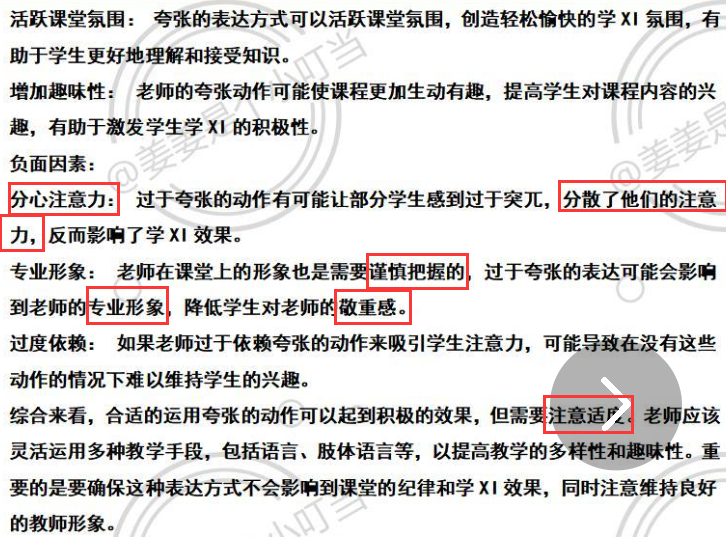 活跃课堂氛围： 夸张的表达方式可以活跃课堂氛围，创造轻松愉快的学XI氛围，有
助于学生更好地理解和接受知识。
增加趣味性： 老师的夸张动作可能使课程更加生动有趣，提高学生对课程内容的兴
趣，有助于激发学生学XI的积极性。
负面因素：
分心注意力： 过于夸张的动作有可能让部分学生感到过于突兀，分散了他们的注意
力，反而影响了学XI效果。
专业形象： 老师在课堂上的形象也是需要谨慎把握的，过于夸张的表达可能会影响
到老师的专业形象，降低学生对老师的敬重感。
过度依赖： 如果老师过于依赖夸张的动作来吸引学生注意力，可能导致在没有这些
动作的情况下难以维持学生的兴趣。
综合来看，合适的运用夸张的动作可以起到积极的效果，但需要注意适度。老师应该
灵活运用多种教学手段，包括语言、肢体语言等，以提高教学的多样性和趣味性。重
要的是要确保这种表达方式不会影响到课堂的纪律和学XI效果，同时注意维持良好
的教师形象。
@姜姜是个小叮当
@姜姜是
小叮当